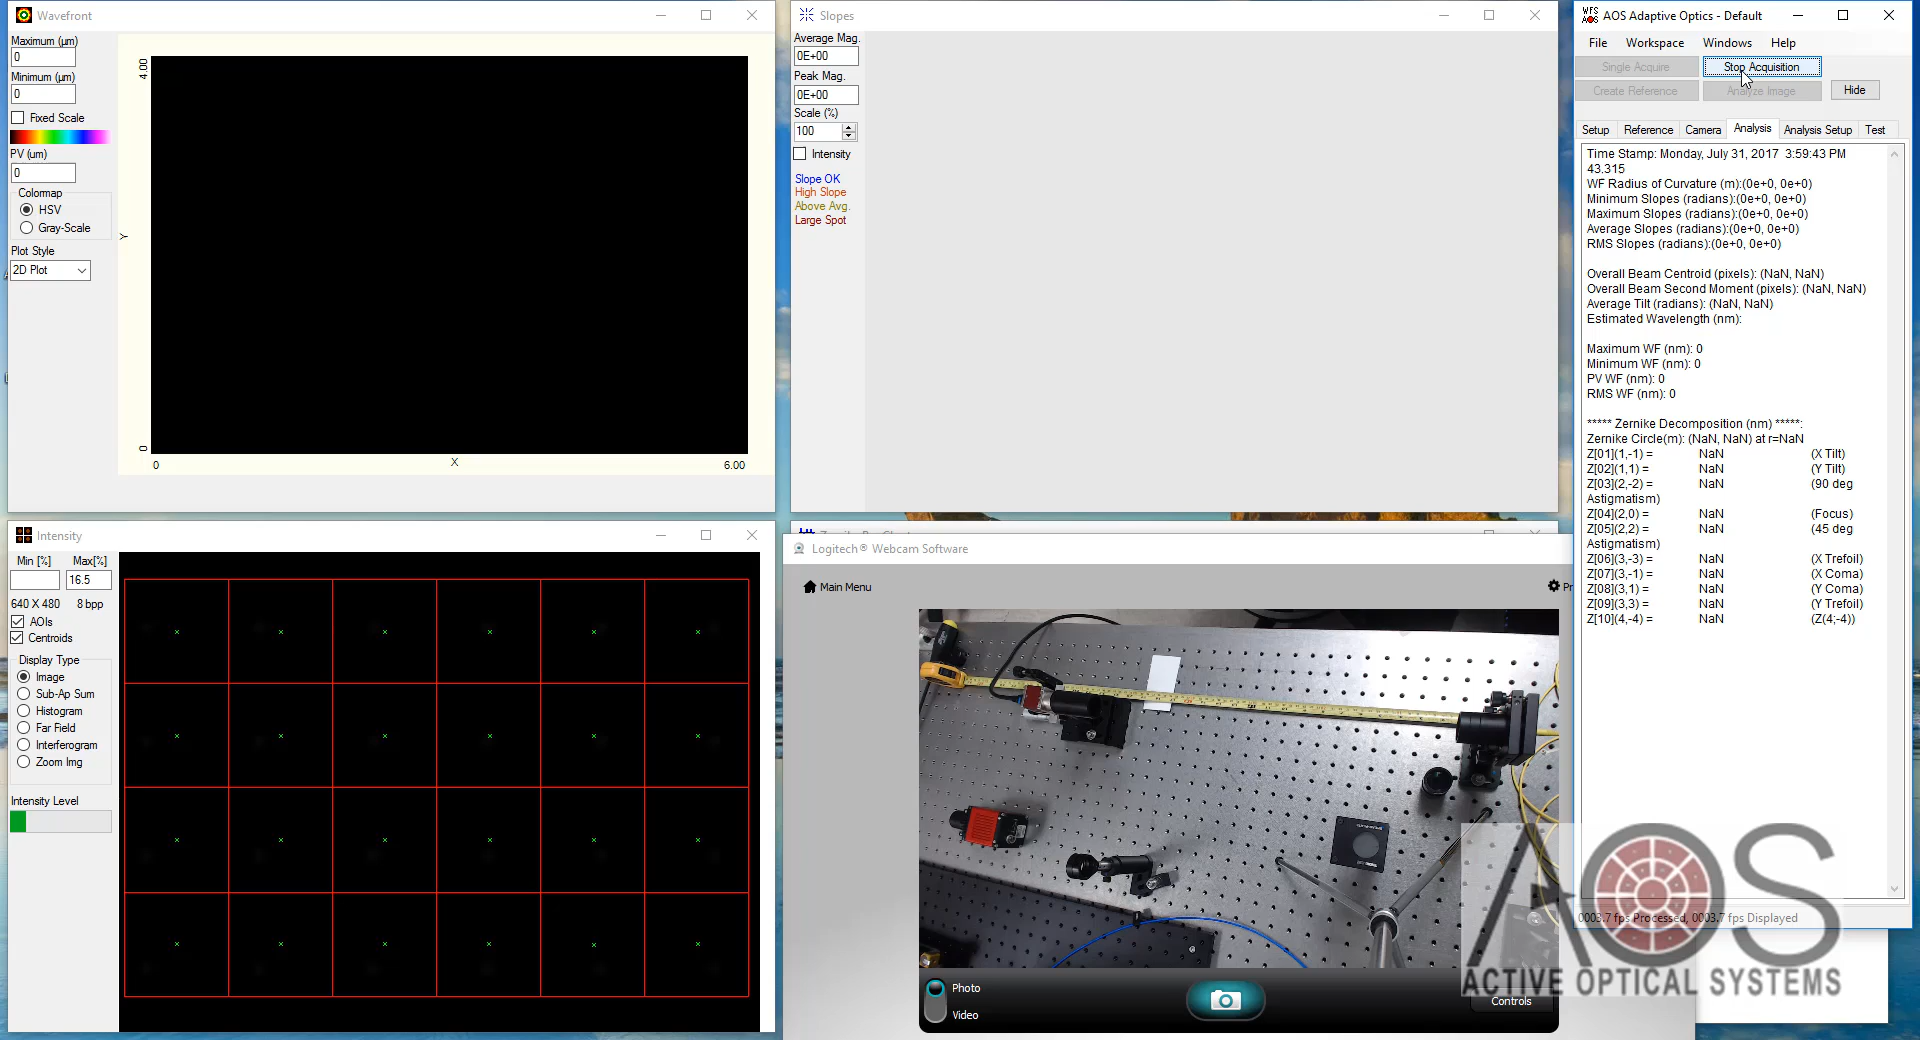 Wavefront
Maximum (µm)
0
Minimum (µm)
0
Fixed Scale
PV (um)
0
Colormap
HSV
Gray-Scale
Plot Style
2D Plot
4.00
Y
0
0
X
6.00
Slopes
Average Mag.
0E+00
Peak Mag.
0E+00
Scale (%)
100
Intensity
Slope OK
High Slope
Above Avg.
Large Spot
WFS
AOS
AOS Adaptive Optics - Default
File Workspace Windows Help
Single Acquire Stop Acquisition
Create Reference Analyze Image Hide
Setup Reference Camera Analysis Analysis Setup Test
Time Stamp: Monday, July 31, 2017 3:59:43 PM
43.315
WF Radius of Curvature (m):(0e+0, 0e+0)
Minimum Slopes (radians):(0e+0, 0e+0)
Maximum Slopes (radians):(0e+0, 0e+0)
Average Slopes (radians):(0e+0, 0e+0)
RMS Slopes (radians):(0e+0, 0e+0)
Overall Beam Centroid (pixels): (NaN, NaN)
Overall Beam Second Moment (pixels): (NaN, NaN)
Average Tilt (radians): (NaN, NaN)
Estimated Wavelength (nm):
Maximum WF (nm): 0
Minimum WF (nm): 0
PV WF (nm): 0
RMS WF (nm): 0
***** Zernike Decomposition (nm) *****:
Zernike Circle(m): (NaN, NaN) at r=NaN
Z[01](1,-1) = NaN (X Tilt)
Z[02](1,1) = NaN (Y Tilt)
Z[03](2,-2) = NaN (90 deg
Astigmatism)
Z[04](2,0) = NaN (Focus)
Z[05](2,2) = NaN (45 deg
Astigmatism)
Z[06](3,-3) = NaN (X Trefoil)
Z[07](3,-1) = NaN (X Coma)
Z[08](3,1) = NaN (Y Coma)
Z[09](3,3) = NaN (Y Trefoil)
Z[10](4,-4) = NaN (Z(4;-4))
0003.7 fps Processed, 0003.7 fps Displayed
Intensity
Min [%] Max[%]
16.5
640 X 480 8 bpp
AOIs
Centroids
Display Type
Image
Sub-Ap Sum
Histogram
Far Field
Interferogram
Zoom Img
Intensity Level
Logitech® Webcam Software
Main Menu
Pr
Photo
Video
Controls
AOS
ACTIVE OPTICAL SYSTEMS